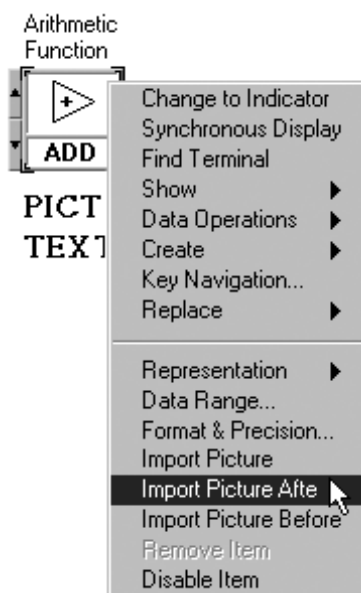 Arithmetic
Function
+
ADD
PICT
TEXT
Change to Indicator
Synchronous Display
Find Terminal
Show
Data Operations
Create
Key Navigation...
Replace
Representation
Data Range...
Format & Precision...
Import Picture
Import Picture Afte
Import Picture Before
Remove Item
Disable Item